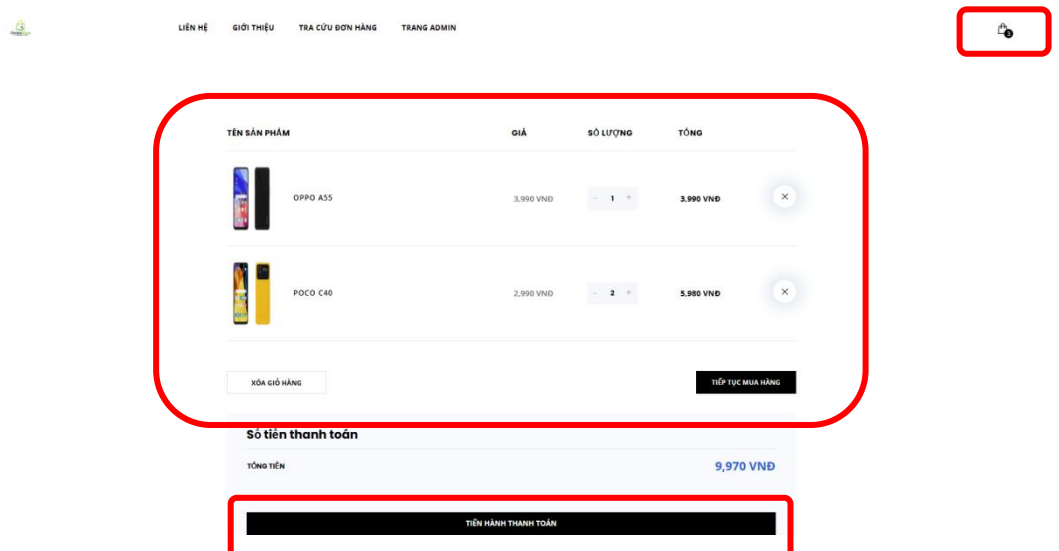 LIÊN HỆ GIỚI THIỆU TRA CỨU ĐƠN HÀNG TRANG ADMIN 3
TÊN SẢN PHẨM GIÁ SỐ LƯỢNG TỔNG
OPPO A55 3,990 VNĐ - 1 + 3,990 VNĐ ×
POCO C40 2,990 VNĐ - 2 + 5,980 VNĐ ×
XÓA GIỎ HÀNG TIẾP TỤC MUA HÀNG
Số tiền thanh toán
TỔNG TIỀN 9,970 VNĐ
TIẾN HÀNH THANH TOÁN